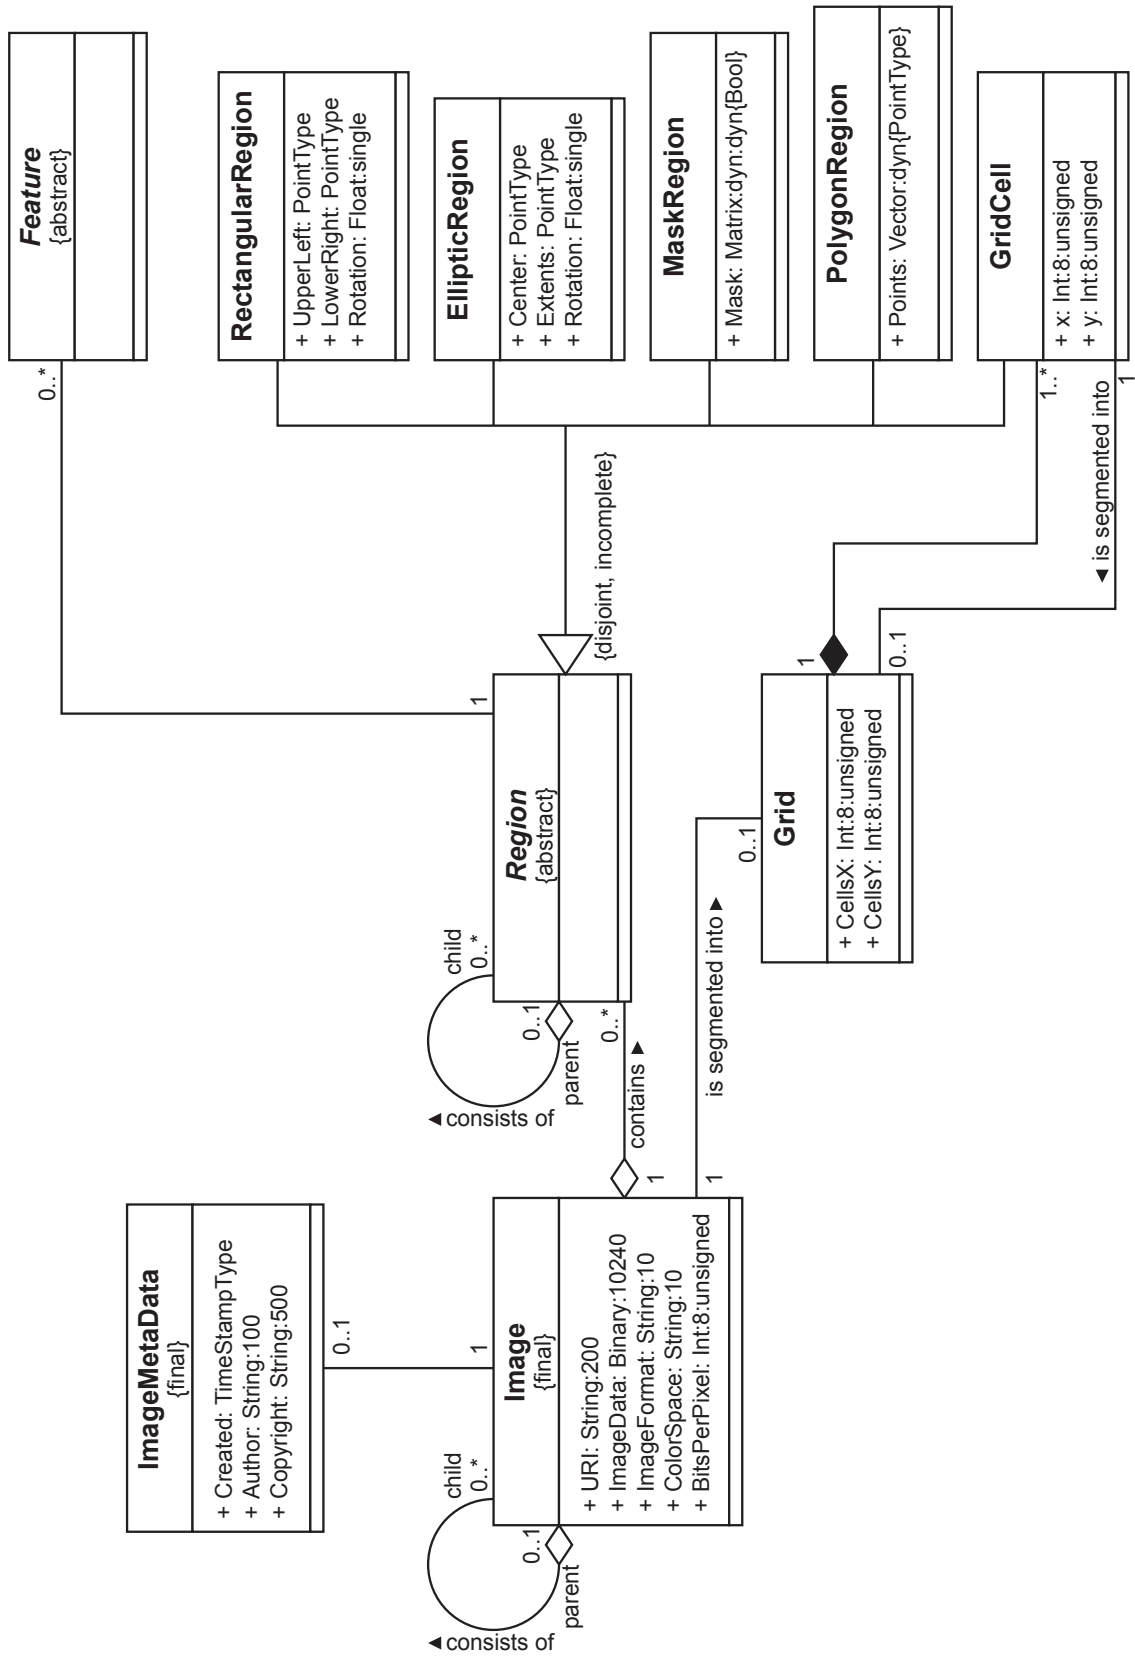 ImageMetaData
{final}
+ Created: TimeStampType
+ Author: String:100
+ Copyright: String:500
0..1
1
◄ consists of
child
0..*
0..1
parent
Image
{final}
+ URI: String:200
+ ImageData: Binary:10240
+ ImageFormat: String:10
+ ColorSpace: String:10
+ BitsPerPixel: Int:8:unsigned
1
contains ►
0..*
1
is segmented into ►
0..1
◄ consists of
child
0..*
0..1
parent
Region
{abstract}
1
0..*
{disjoint, incomplete}
Grid
+ CellsX: Int:8:unsigned
+ CellsY: Int:8:unsigned
1
1..*
0..1
◄ is segmented into
1
Feature
{abstract}
RectangularRegion
+ UpperLeft: PointType
+ LowerRight: PointType
+ Rotation: Float:single
EllipticRegion
+ Center: PointType
+ Extents: PointType
+ Rotation: Float:single
MaskRegion
+ Mask: Matrix:dyn:dyn{Bool}
PolygonRegion
+ Points: Vector:dyn{PointType}
GridCell
+ x: Int:8:unsigned
+ y: Int:8:unsigned